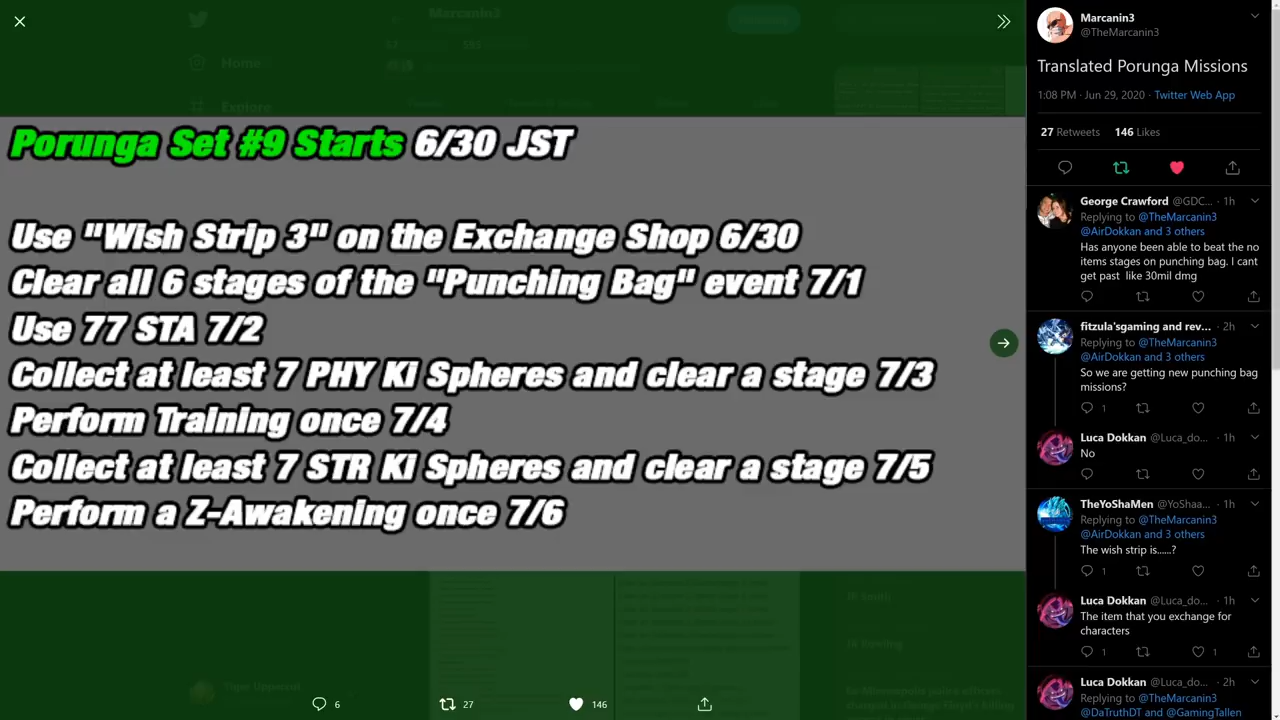 Marcanin3
Home
Explore
Porunga Set #9 Starts 6/30 JST
Use "Wish Strip 3" on the Exchange Shop 6/30
Clear all 6 stages of the "Punching Bag" event 7/1
Use 77 STA 7/2
Collect at least 7 PHY Ki Spheres and clear a stage 7/3
Perform Training once 7/4
Collect at least 7 STR Ki Spheres and clear a stage 7/5
Perform a Z-Awakening once 7/6
6
27
146
Marcanin3
@TheMarcanin3
Translated Porunga Missions
1:08 PM · Jun 29, 2020 · Twitter Web App
27 Retweets 146 Likes
George Crawford @GDC... · 1h
Replying to @TheMarcanin3
@AirDokkan and 3 others
Has anyone been able to beat the no
items stages on punching bag. I cant
get past like 30mil dmg
fitzula'sgaming and rev... · 2h
Replying to @TheMarcanin3
@AirDokkan and 3 others
So we are getting new punching bag
missions?
1
Luca Dokkan @Luca_do... · 1h
No
TheYoShaMen @YoShaa... · 1h
Replying to @TheMarcanin3
@AirDokkan and 3 others
The wish strip is......?
1
Luca Dokkan @Luca_do... · 1h
The item that you exchange for
characters
1 1
Luca Dokkan @Luca_do... · 2h
Replying to @TheMarcanin3
@DaTruthDT and @GamingTallen